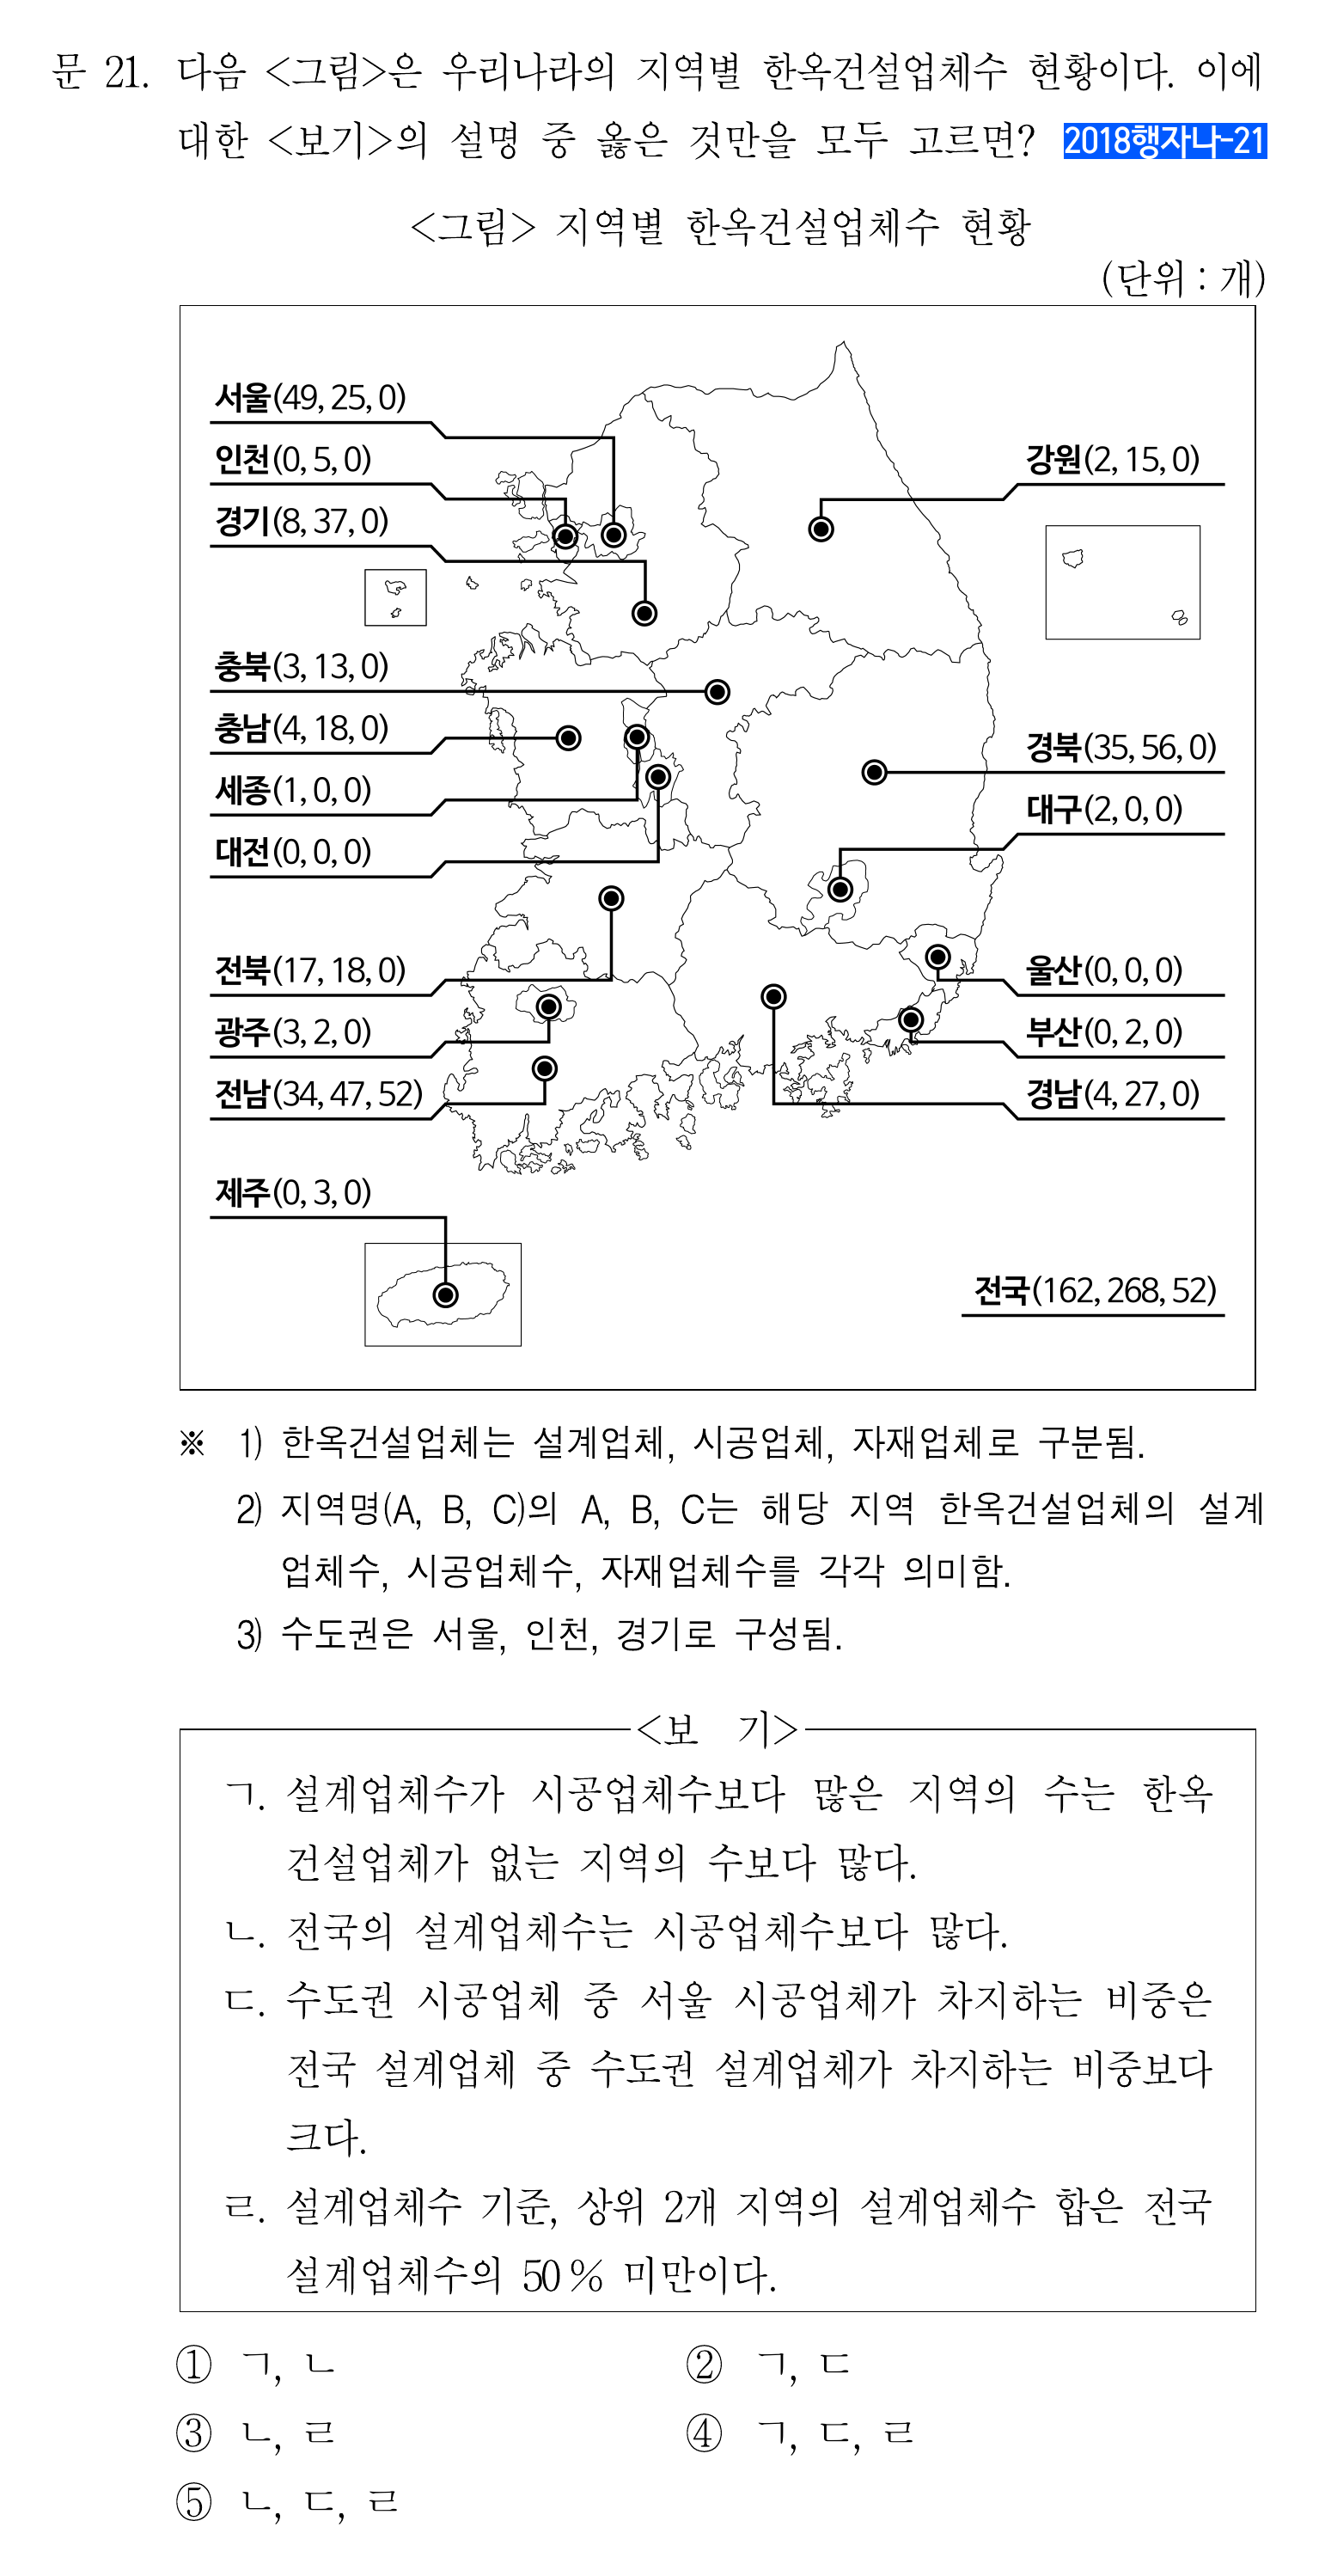 문 21. 다음 <그림>은 우리나라의 지역별 한옥건설업체수 현황이다. 이에
대한 <보기>의 설명 중 옳은 것만을 모두 고르면? 2018행자나-21
<그림> 지역별 한옥건설업체수 현황
(단위 : 개)
서울(49, 25, 0)
인천(0, 5, 0)
강원(2, 15, 0)
경기(8, 37, 0)
충북(3, 13, 0)
충남(4, 18, 0)
경북(35, 56, 0)
세종(1, 0, 0)
대구(2, 0, 0)
대전(0, 0, 0)
전북(17, 18, 0)
울산(0, 0, 0)
광주(3, 2, 0)
부산(0, 2, 0)
전남(34, 47, 52)
경남(4, 27, 0)
제주(0, 3, 0)
전국(162, 268, 52)
※ 1) 한옥건설업체는 설계업체, 시공업체, 자재업체로 구분됨.
2) 지역명(A, B, C)의 A, B, C는 해당 지역 한옥건설업체의 설계
업체수, 시공업체수, 자재업체수를 각각 의미함.
3) 수도권은 서울, 인천, 경기로 구성됨.
<보 기>
ㄱ. 설계업체수가 시공업체수보다 많은 지역의 수는 한옥
건설업체가 없는 지역의 수보다 많다.
ㄴ. 전국의 설계업체수는 시공업체수보다 많다.
ㄷ. 수도권 시공업체 중 서울 시공업체가 차지하는 비중은
전국 설계업체 중 수도권 설계업체가 차지하는 비중보다
크다.
ㄹ. 설계업체수 기준, 상위 2개 지역의 설계업체수 합은 전국
설계업체수의 50 % 미만이다.
① ㄱ, ㄴ ② ㄱ, ㄷ
③ ㄴ, ㄹ ④ ㄱ, ㄷ, ㄹ
⑤ ㄴ, ㄷ, ㄹ